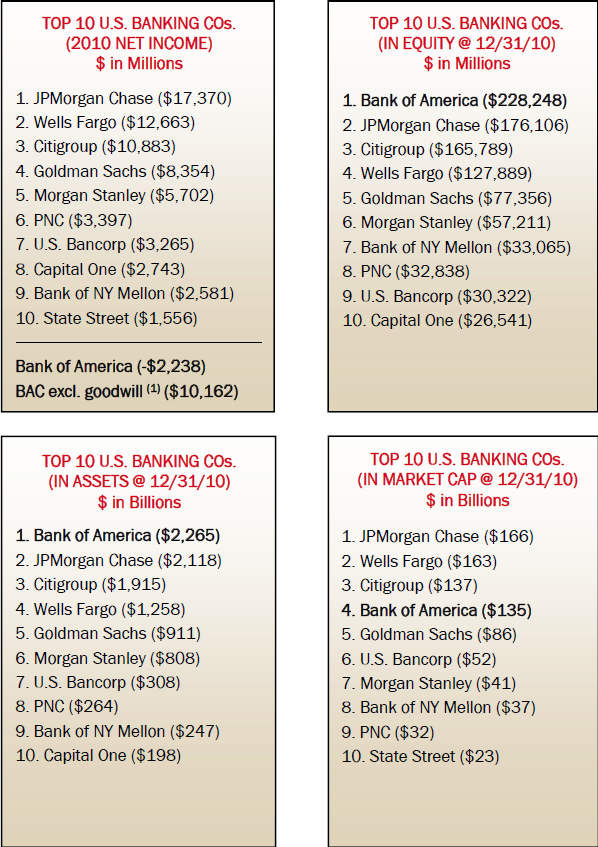 TOP 10 U.S. BANKING COs.
(2010 NET INCOME)
$ in Millions
1. JPMorgan Chase ($17,370)
2. Wells Fargo ($12,663)
3. Citigroup ($10,883)
4. Goldman Sachs ($8,354)
5. Morgan Stanley ($5,702)
6. PNC ($3,397)
7. U.S. Bancorp ($3,265)
8. Capital One ($2,743)
9. Bank of NY Mellon ($2,581)
10. State Street ($1,556)
Bank of America (-$2,238)
BAC excl. goodwill (1) ($10,162)
TOP 10 U.S. BANKING COs.
(IN EQUITY @ 12/31/10)
$ in Millions
1. Bank of America ($228,248)
2. JPMorgan Chase ($176,106)
3. Citigroup ($165,789)
4. Wells Fargo ($127,889)
5. Goldman Sachs ($77,356)
6. Morgan Stanley ($57,211)
7. Bank of NY Mellon ($33,065)
8. PNC ($32,838)
9. U.S. Bancorp ($30,322)
10. Capital One ($26,541)
TOP 10 U.S. BANKING COs.
(IN ASSETS @ 12/31/10)
$ in Billions
1. Bank of America ($2,265)
2. JPMorgan Chase ($2,118)
3. Citigroup ($1,915)
4. Wells Fargo ($1,258)
5. Goldman Sachs ($911)
6. Morgan Stanley ($808)
7. U.S. Bancorp ($308)
8. PNC ($264)
9. Bank of NY Mellon ($247)
10. Capital One ($198)
TOP 10 U.S. BANKING COs.
(IN MARKET CAP @ 12/31/10)
$ in Billions
1. JPMorgan Chase ($166)
2. Wells Fargo ($163)
3. Citigroup ($137)
4. Bank of America ($135)
5. Goldman Sachs ($86)
6. U.S. Bancorp ($52)
7. Morgan Stanley ($41)
8. Bank of NY Mellon ($37)
9. PNC ($32)
10. State Street ($23)